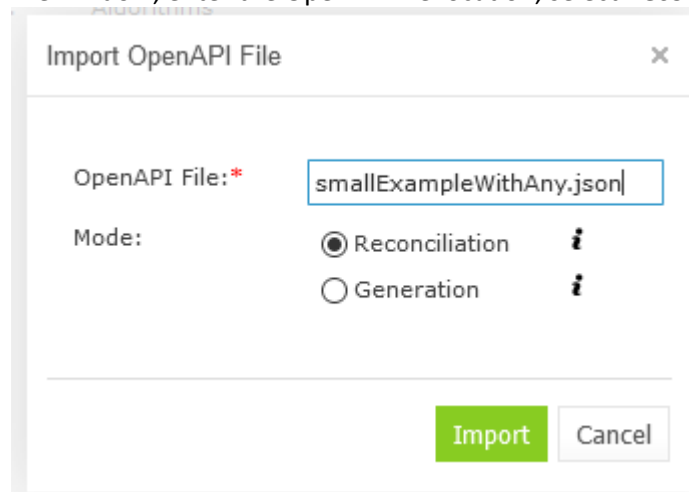 Import OpenAPI File ×
OpenAPI File:* smallExampleWithAny.json
Mode: Reconciliation i
Generation i
Import Cancel